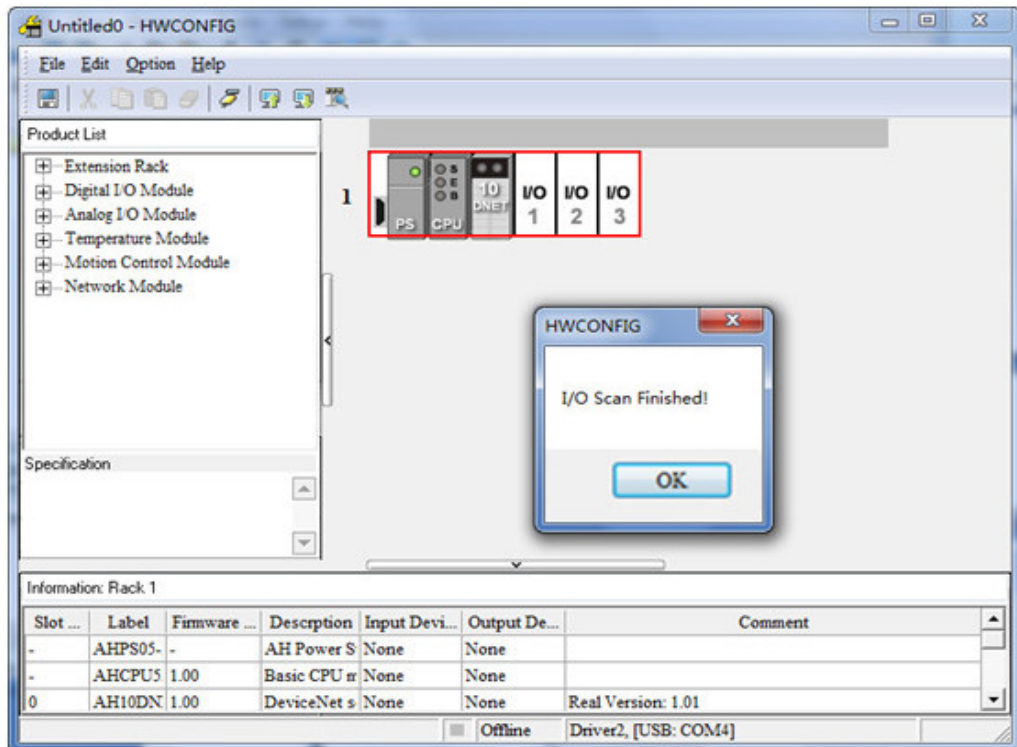 Untitled0 - HWCONFIG
File Edit Option Help
Product List
Extension Rack
Digital I/O Module
Analog I/O Module
Temperature Module
Motion Control Module
Network Module
Specification
1
PS CPU 10 DNET I/O 1 I/O 2 I/O 3
S
E
B
HWCONFIG
I/O Scan Finished!
OK
Information: Rack 1
Slot ... Label Firmware ... Descrption Input Devi... Output De... Comment
- AHPS05- - AH Power S None None
- AHCPU5 1.00 Basic CPU m None None
0 AH10DN 1.00 DeviceNet s None None Real Version: 1.01
Offline Driver2, [USB: COM4]